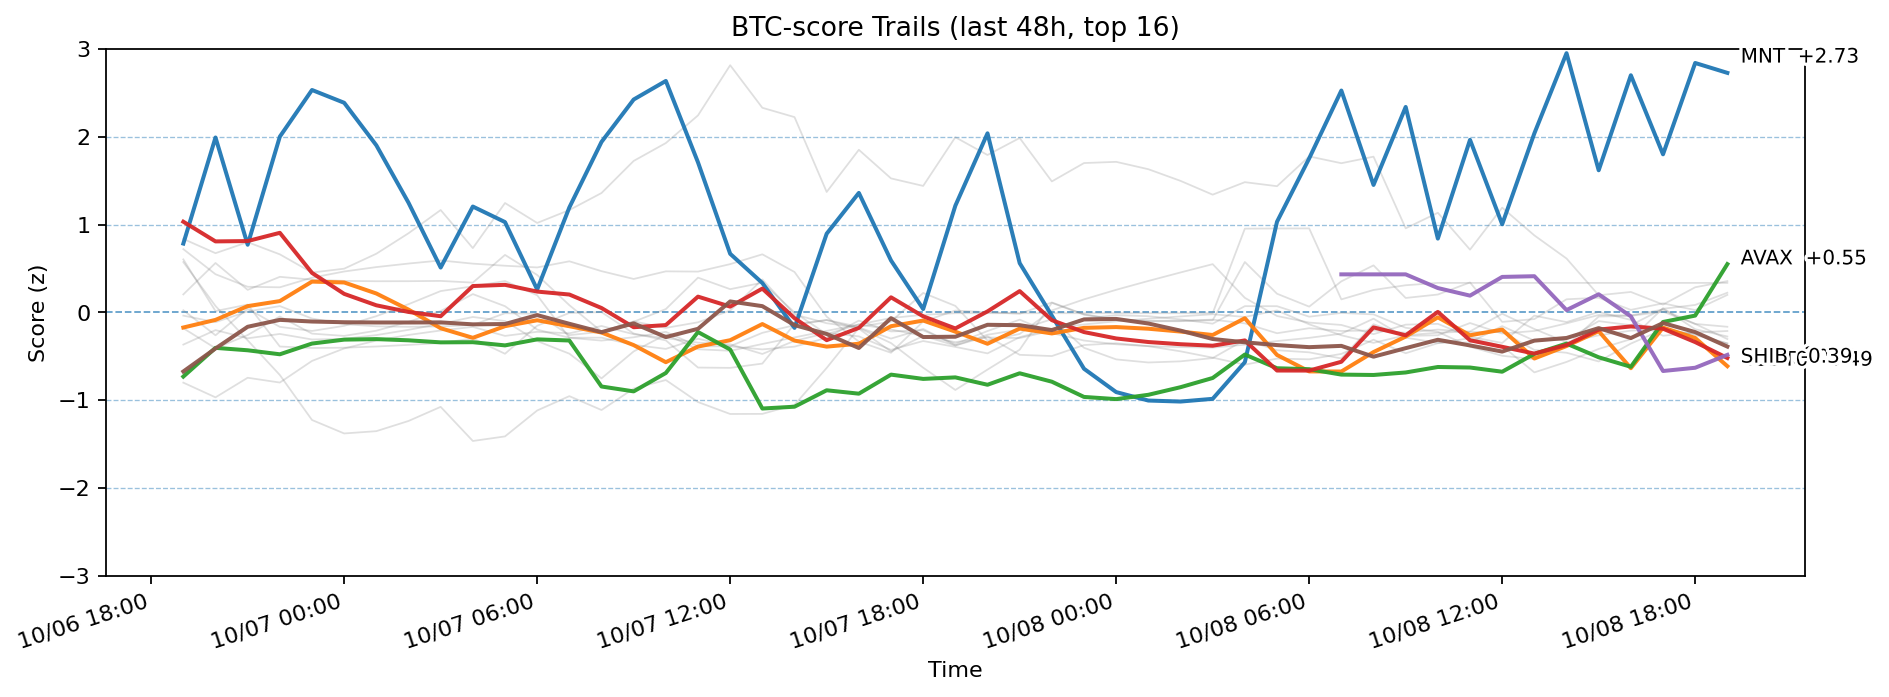 BTC-score Trails (last 48h, top 16)
Score (z)
3
2
1
0
−1
−2
−3
MNT +2.73
AVAX +0.55
SHIB -0.39
10/06 18:00
10/07 00:00
10/07 06:00
10/07 12:00
10/07 18:00
10/08 00:00
10/08 06:00
10/08 12:00
10/08 18:00
Time